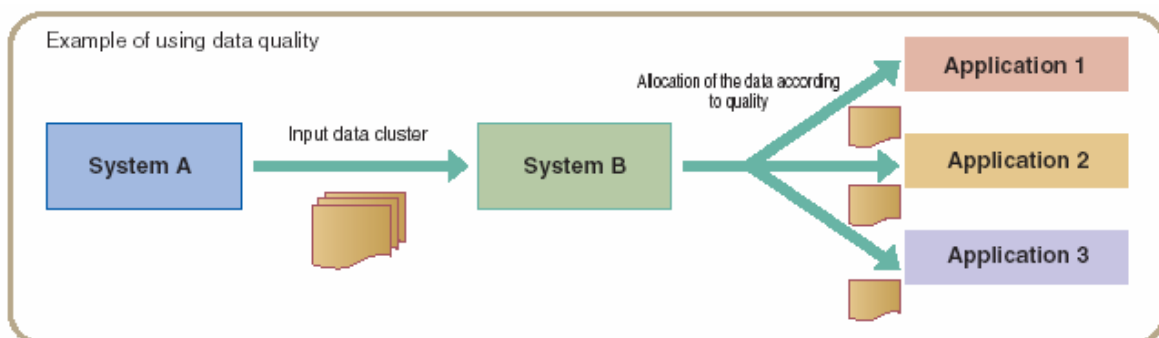 Example of using data quality
System A
Input data cluster
System B
Allocation of the data according
to quality
Application 1
Application 2
Application 3